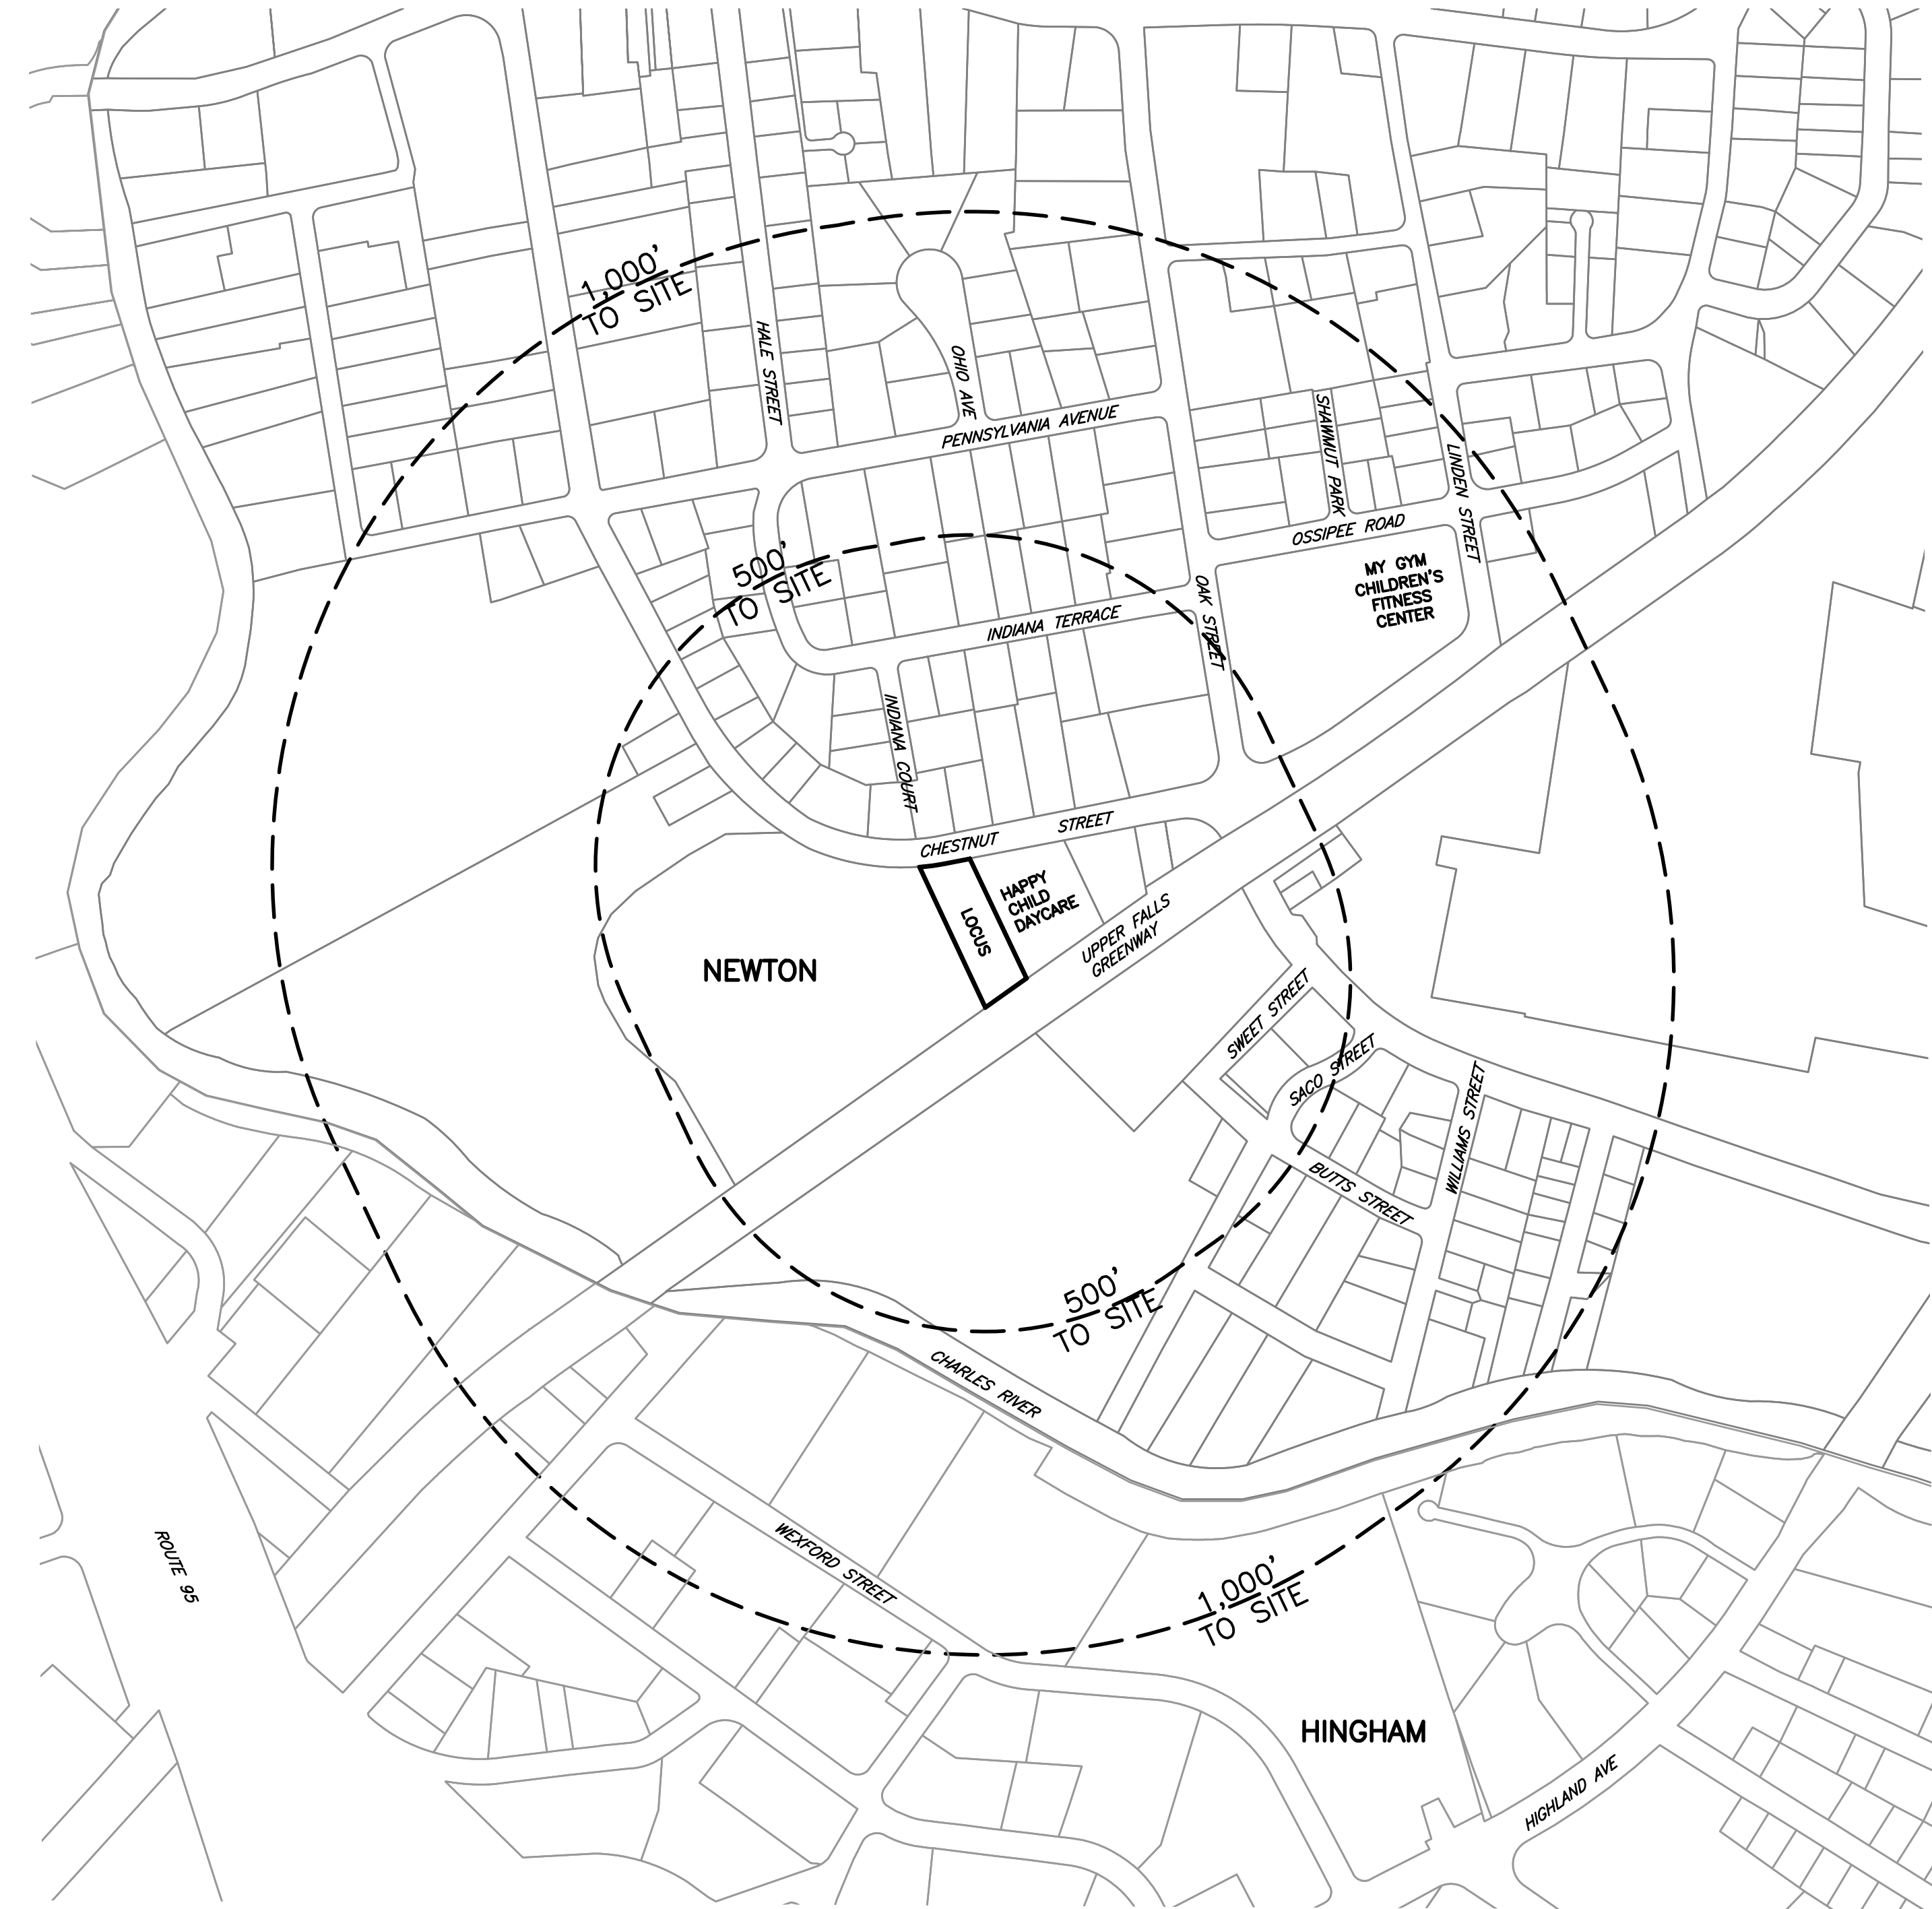 1,000'
TO SITE
HALE STREET
OHIO AVE
PENNSYLVANIA AVENUE
SHAWMUT PARK
LINDEN STREET
OSSIPEE ROAD
MY GYM
CHILDREN'S
FITNESS
CENTER
500'
TO SITE
OAK STREET
INDIANA TERRACE
INDIANA COURT
CHESTNUT STREET
HAPPY
CHILD
DAYCARE
LOCUS
UPPER FALLS
GREENWAY
NEWTON
SWEET STREET
SACO STREET
WILLIAMS STREET
BUTTS STREET
500'
TO SITE
CHARLES RIVER
WEXFORD STREET
ROUTE 95
1,000'
TO SITE
HINGHAM
HIGHLAND AVE